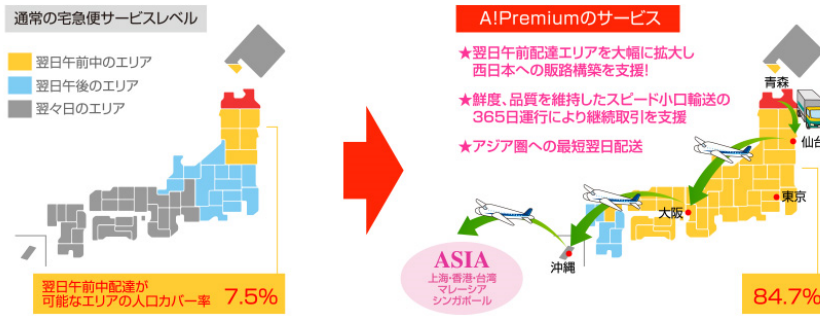 通常の宅急便サービスレベル
翌日午前中のエリア
翌日午後のエリア
翌々日のエリア
翌日午前中配達が
可能なエリアの人口カバー率 7.5%
A!Premiumのサービス
★翌日午前配達エリアを大幅に拡大し
西日本への販路構築を支援!
★鮮度、品質を維持したスピード小口輸送の
365日運行により継続取引を支援
★アジア圏への最短翌日配送
青森
仙台
東京
大阪
沖縄
ASIA
上海・香港・台湾
マレーシア
シンガポール
84.7%